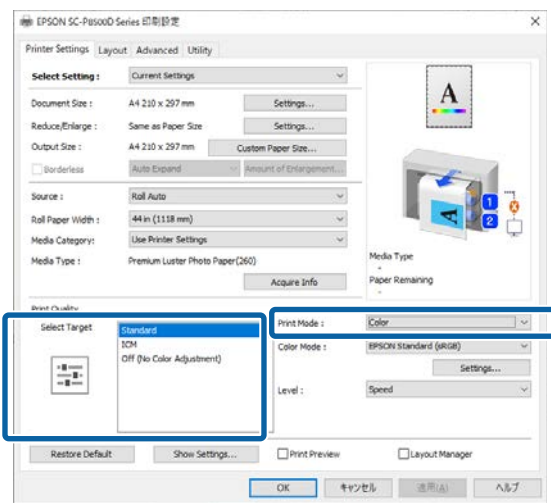 EPSON SC-P8500D Series 印刷設定
Printer Settings Layout Advanced Utility
Select Setting : Current Settings
Document Size : A4 210 x 297 mm Settings...
Reduce/Enlarge : Same as Paper Size Settings...
Output Size : A4 210 x 297 mm Custom Paper Size...
Borderless Auto Expand Amount of Enlargement...
Source : Roll Auto
Roll Paper Width : 44 in (1118 mm)
Media Category: Use Printer Settings
Media Type : Premium Luster Photo Paper(260)
Acquire Info
A
1
2
A
Media Type
-
Paper Remaining
-
Print Quality
Select Target
Standard
ICM
Off (No Color Adjustment)
Print Mode : Color
Color Mode : EPSON Standard (sRGB)
Settings...
Level : Speed
Restore Default Show Settings... Print Preview Layout Manager
OK キャンセル 適用(A) ヘルプ